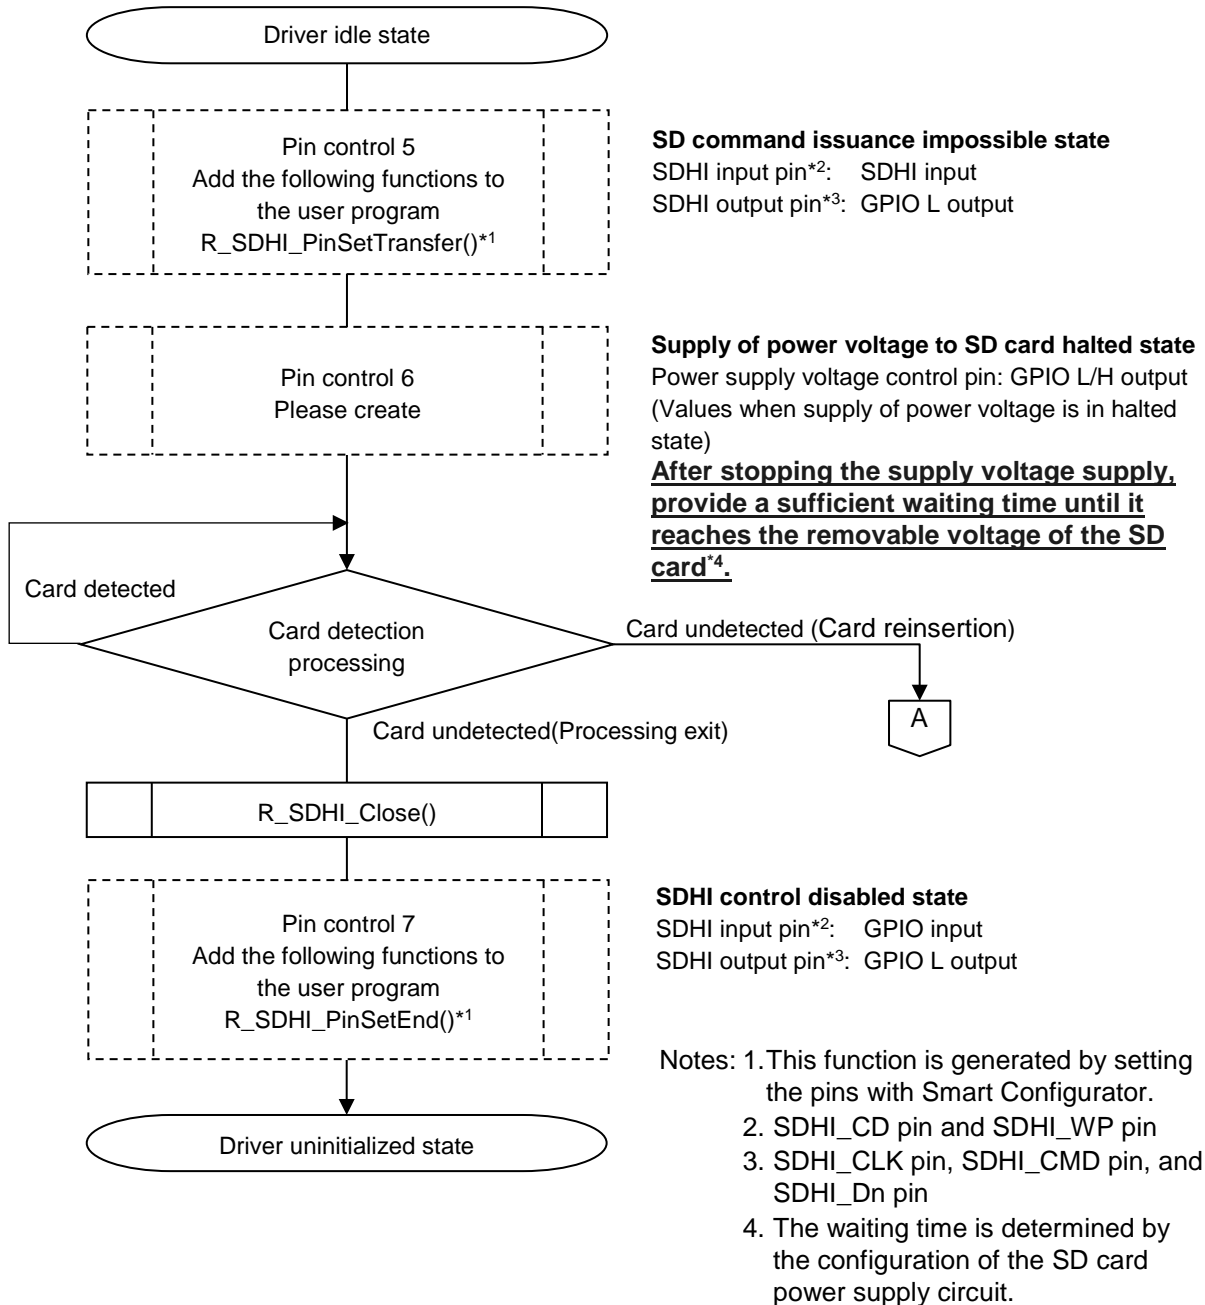 Driver idle state
Pin control 5
Add the following functions to
the user program
R_SDHI_PinSetTransfer()*1
SD command issuance impossible state
SDHI input pin*2: SDHI input
SDHI output pin*3: GPIO L output
Pin control 6
Please create
Supply of power voltage to SD card halted state
Power supply voltage control pin: GPIO L/H output
(Values when supply of power voltage is in halted
state)
After stopping the supply voltage supply,
provide a sufficient waiting time until it
reaches the removable voltage of the SD
card*4.
Card detected
Card detection
processing
Card undetected (Card reinsertion)
A
Card undetected(Processing exit)
R_SDHI_Close()
Pin control 7
Add the following functions to
the user program
R_SDHI_PinSetEnd()*1
SDHI control disabled state
SDHI input pin*2: GPIO input
SDHI output pin*3: GPIO L output
Driver uninitialized state
Notes: 1.This function is generated by setting
the pins with Smart Configurator.
2. SDHI_CD pin and SDHI_WP pin
3. SDHI_CLK pin, SDHI_CMD pin, and
SDHI_Dn pin
4. The waiting time is determined by
the configuration of the SD card
power supply circuit.